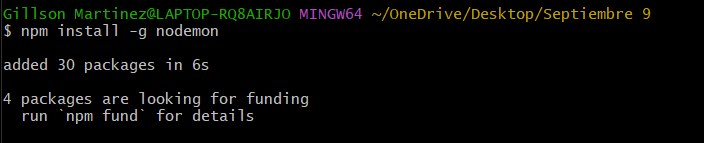 Gillson Martinez@LAPTOP-RQ8AIRJO MINGW64 ~/OneDrive/Desktop/Septiembre 9
$ npm install -g nodemon
added 30 packages in 6s
4 packages are looking for funding
run `npm fund` for details